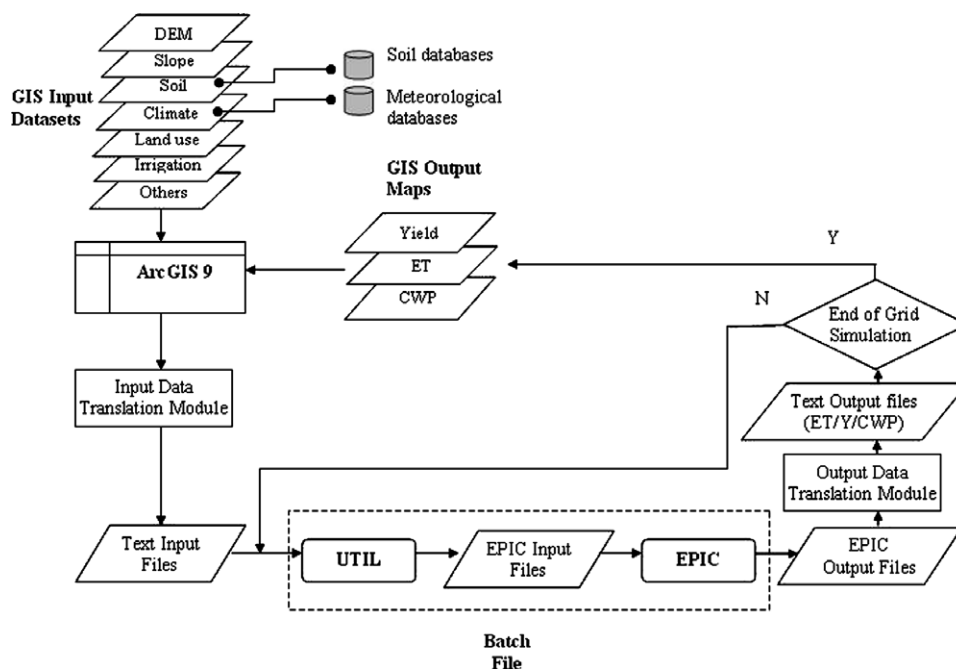 DEM
Slope
Soil
Climate
Land use
Irrigation
Others
GIS Input
Datasets
Soil databases
Meteorological
databases
GIS Output
Maps
Yield
ET
CWP
ArcGIS 9
Y
N
End of Grid
Simulation
Input Data
Translation Module
Text Output files
(ET/Y/CWP)
Output Data
Translation Module
Text Input
Files
UTIL
EPIC Input
Files
EPIC
EPIC
Output Files
Batch
File